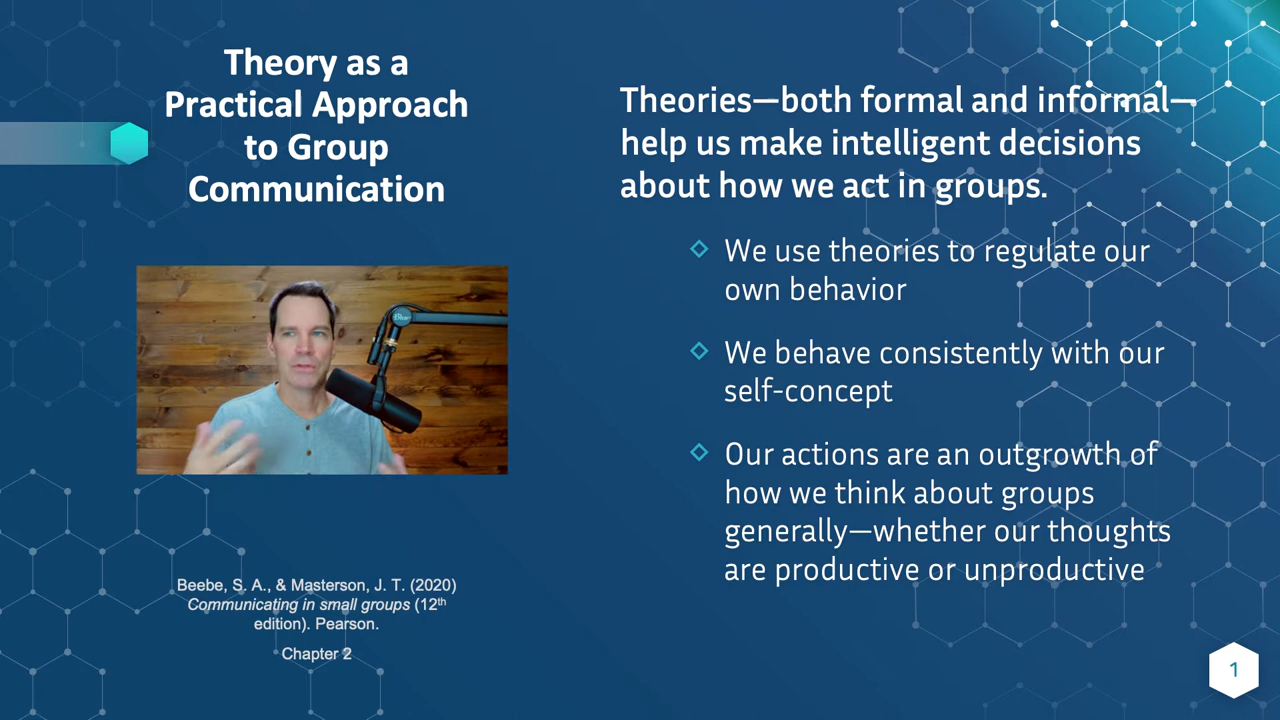 Theory as a
Practical Approach
to Group
Communication
Theories—both formal and informal—
help us make intelligent decisions
about how we act in groups.
We use theories to regulate our
own behavior
We behave consistently with our
self-concept
Our actions are an outgrowth of
how we think about groups
generally—whether our thoughts
are productive or unproductive
Beebe, S. A., & Masterson, J. T. (2020)
Communicating in small groups (12th
edition). Pearson.
Chapter 2
1